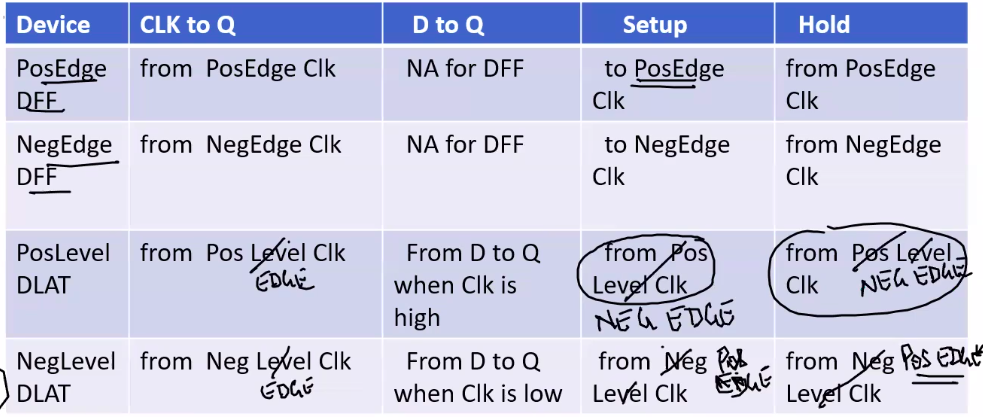 Device CLK to Q D to Q Setup Hold
PosEdge from PosEdge Clk NA for DFF to PosEdge from PosEdge
DFF Clk Clk
NegEdge from NegEdge Clk NA for DFF to NegEdge from NegEdge
DFF Clk Clk
PosLevel from Pos Level Clk From D to Q from Pos from Pos Level
DLAT EDGE when Clk is Level Clk Clk NEG EDGE
high NEG EDGE
NegLevel from Neg Level Clk From D to Q from Neg POS from Neg POS EDGE
DLAT EDGE when Clk is low Level Clk EDGE Level Clk